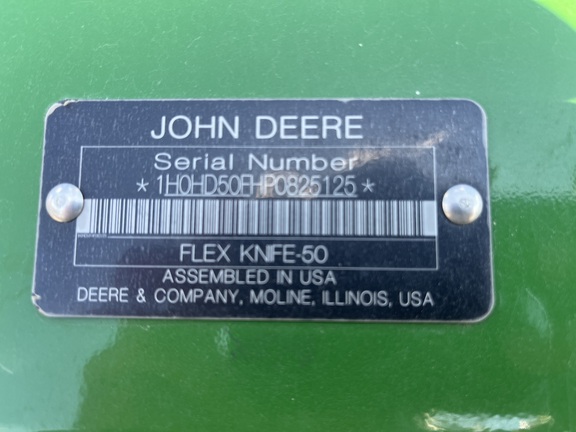 JOHN DEERE
Serial Number
*1H0HD50FHP0825125*
FLEX KNIFE-50
ASSEMBLED IN USA
DEERE & COMPANY, MOLINE, ILLINOIS, USA